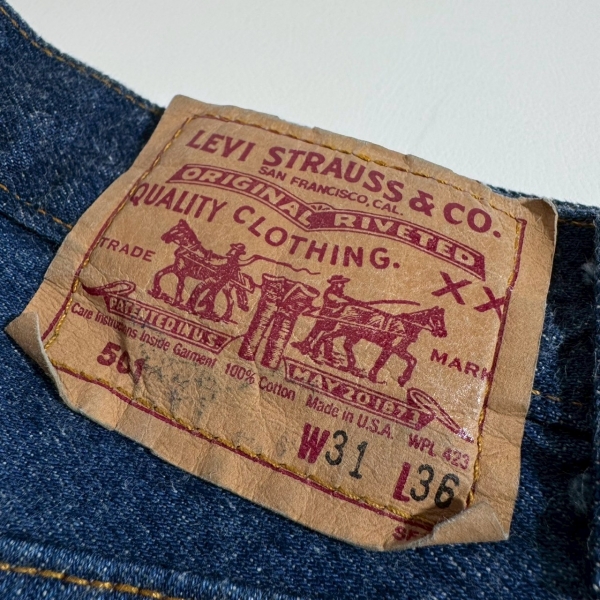 LEVI STRAUSS & CO.
SAN FRANCISCO, CAL.
ORIGINAL RIVETED
QUALITY CLOTHING.
TRADE XX MARK
PATENTED IN U.S. MAY 20 1873
Care Instructions Inside Garment 100% Cotton Made in U.S.A. WPL 423
501
W31 L36